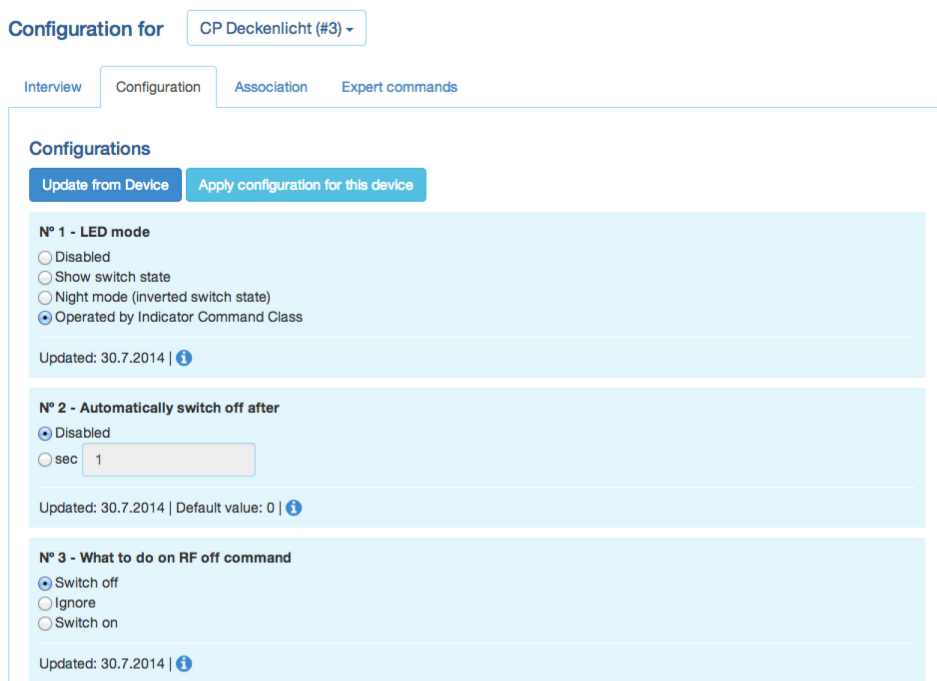 Configuration for CP Deckenlicht (#3)
Interview Configuration Association Expert commands
Configurations
Update from Device Apply configuration for this device
Nº 1 - LED mode
Disabled
Show switch state
Night mode (inverted switch state)
Operated by Indicator Command Class
Updated: 30.7.2014 | i
Nº 2 - Automatically switch off after
Disabled
sec 1
Updated: 30.7.2014 | Default value: 0 | i
Nº 3 - What to do on RF off command
Switch off
Ignore
Switch on
Updated: 30.7.2014 | i